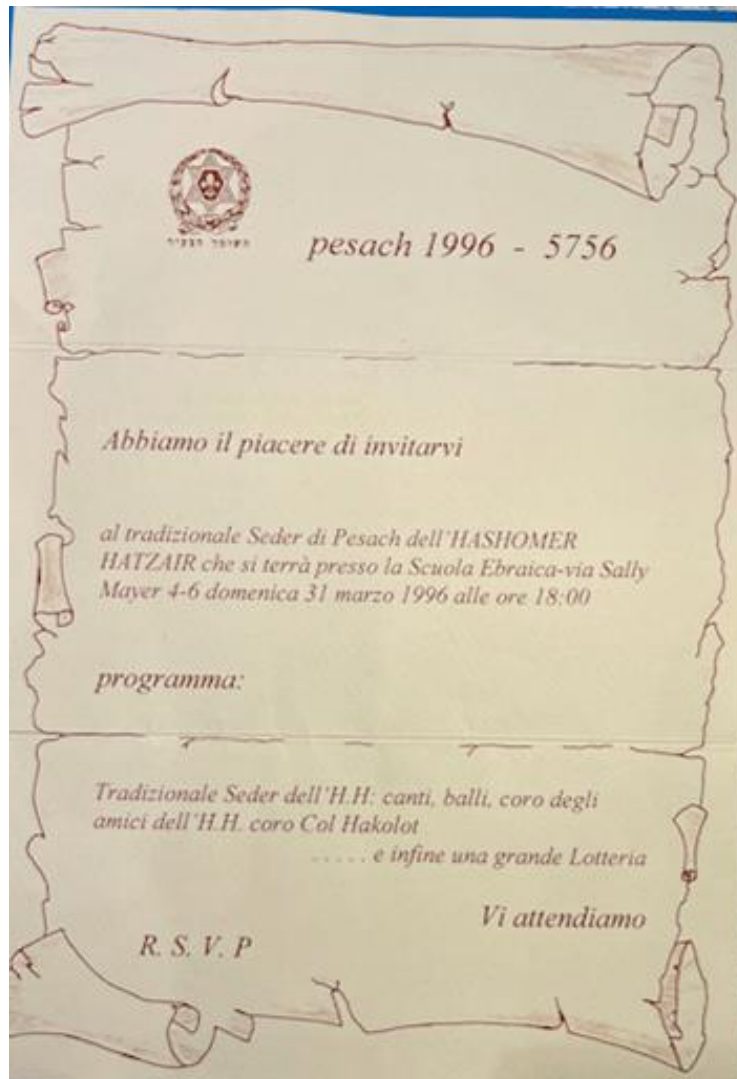 השומר הצעיר
pesach 1996 - 5756
Abbiamo il piacere di invitarvi
al tradizionale Seder di Pesach dell'HASHOMER
HATZAIR che si terrà presso la Scuola Ebraica-via Sally
Mayer 4-6 domenica 31 marzo 1996 alle ore 18:00
programma:
Tradizionale Seder dell'H.H: canti, balli, coro degli
amici dell'H.H. coro Col Hakolot
. . . . . e infine una grande Lotteria
Vi attendiamo
R. S. V. P